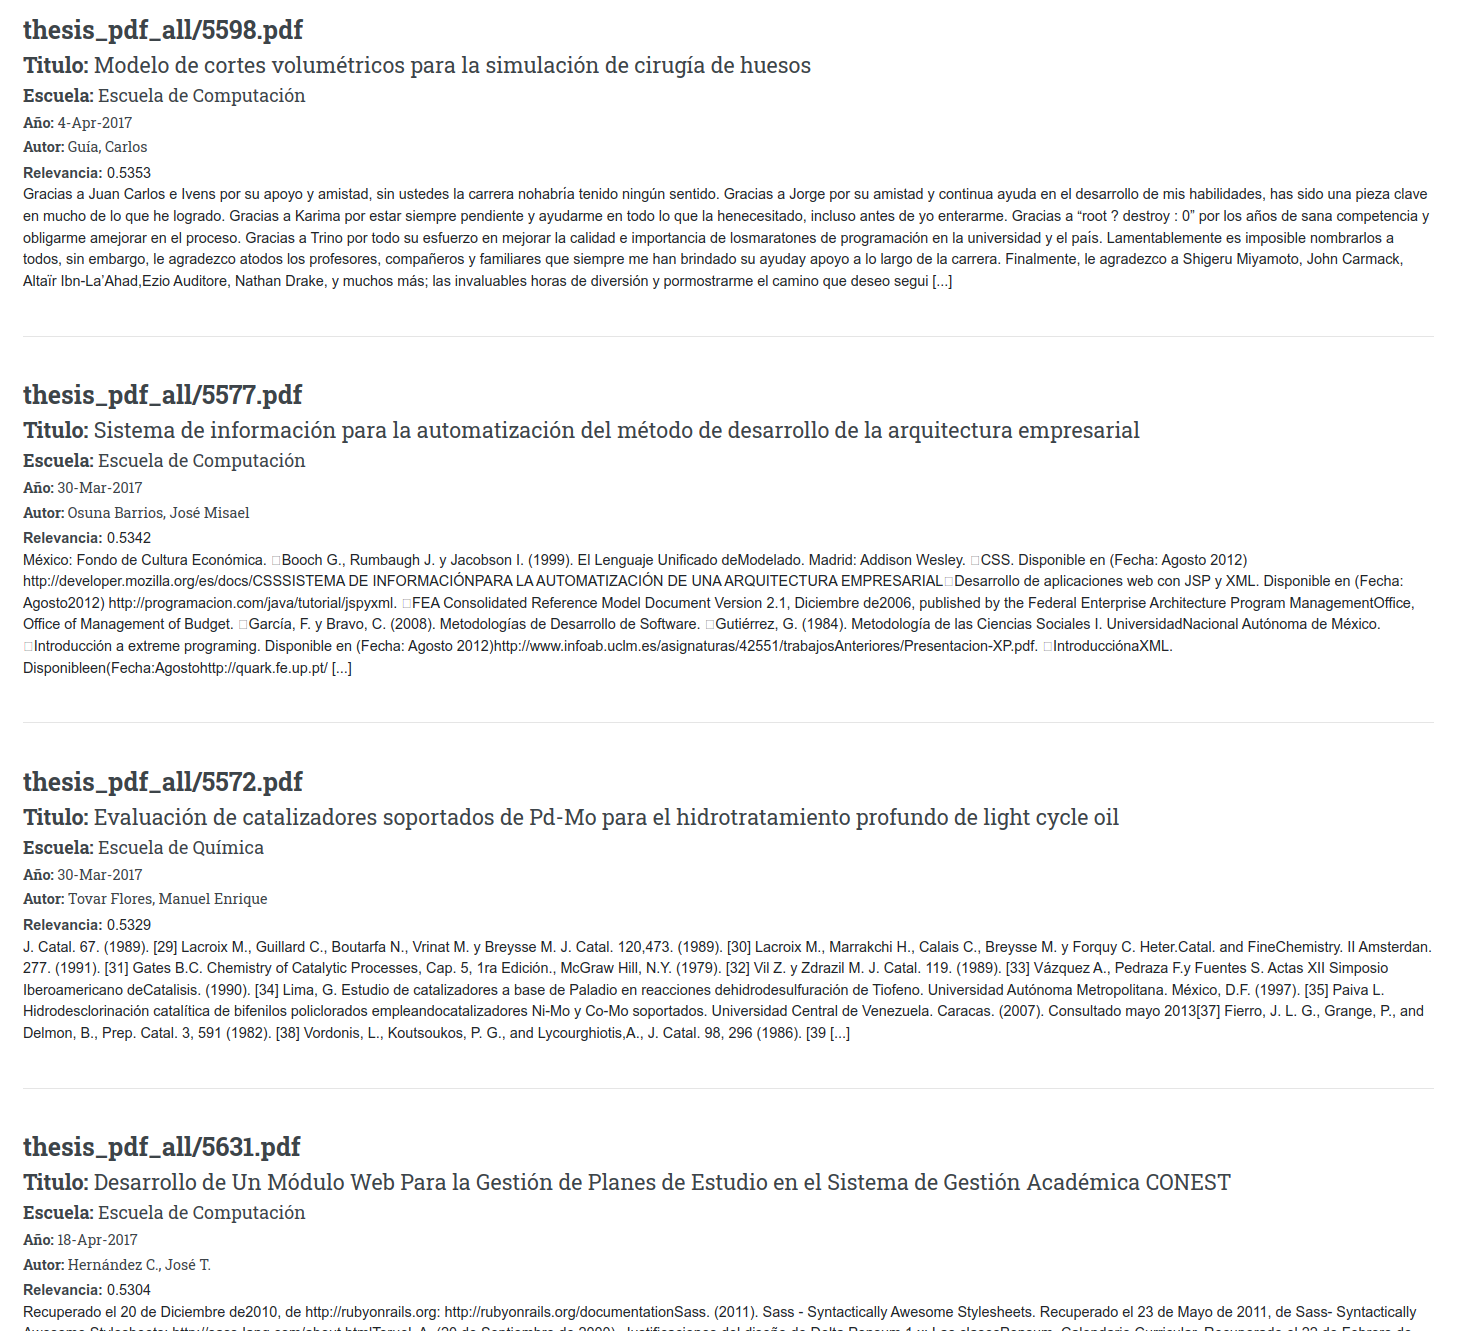 thesis_pdf_all/5598.pdf
Titulo: Modelo de cortes volumétricos para la simulación de cirugía de huesos
Escuela: Escuela de Computación
Año: 4-Apr-2017
Autor: Guía, Carlos
Relevancia: 0.5353
Gracias a Juan Carlos e Ivens por su apoyo y amistad, sin ustedes la carrera nohabría tenido ningún sentido. Gracias a Jorge por su amistad y continua ayuda en el desarrollo de mis habilidades, has sido una pieza clave
en mucho de lo que he logrado. Gracias a Karima por estar siempre pendiente y ayudarme en todo lo que la henecesitado, incluso antes de yo enterarme. Gracias a “root ? destroy : 0” por los años de sana competencia y
obligarme amejorar en el proceso. Gracias a Trino por todo su esfuerzo en mejorar la calidad e importancia de losmaratones de programación en la universidad y el país. Lamentablemente es imposible nombrarlos a
todos, sin embargo, le agradezco atodos los profesores, compañeros y familiares que siempre me han brindado su ayuday apoyo a lo largo de la carrera. Finalmente, le agradezco a Shigeru Miyamoto, John Carmack,
Altaïr Ibn-La’Ahad,Ezio Auditore, Nathan Drake, y muchos más; las invaluables horas de diversión y pormostrarme el camino que deseo segui [...]
thesis_pdf_all/5577.pdf
Titulo: Sistema de información para la automatización del método de desarrollo de la arquitectura empresarial
Escuela: Escuela de Computación
Año: 30-Mar-2017
Autor: Osuna Barrios, José Misael
Relevancia: 0.5342
México: Fondo de Cultura Económica. □Booch G., Rumbaugh J. y Jacobson I. (1999). El Lenguaje Unificado deModelado. Madrid: Addison Wesley. □CSS. Disponible en (Fecha: Agosto 2012)
http://developer.mozilla.org/es/docs/CSSSISTEMA DE INFORMACIÓNPARA LA AUTOMATIZACIÓN DE UNA ARQUITECTURA EMPRESARIAL□Desarrollo de aplicaciones web con JSP y XML. Disponible en (Fecha:
Agosto2012) http://programacion.com/java/tutorial/jspyxml. □FEA Consolidated Reference Model Document Version 2.1, Diciembre de2006, published by the Federal Enterprise Architecture Program ManagementOffice,
Office of Management of Budget. □García, F. y Bravo, C. (2008). Metodologías de Desarrollo de Software. □Gutiérrez, G. (1984). Metodología de las Ciencias Sociales I. UniversidadNacional Autónoma de México.
□Introducción a extreme programing. Disponible en (Fecha: Agosto 2012)http://www.infoab.uclm.es/asignaturas/42551/trabajosAnteriores/Presentacion-XP.pdf. □IntroducciónaXML.
Disponibleen(Fecha:Agostohttp://quark.fe.up.pt/ [...]
thesis_pdf_all/5572.pdf
Titulo: Evaluación de catalizadores soportados de Pd-Mo para el hidrotratamiento profundo de light cycle oil
Escuela: Escuela de Química
Año: 30-Mar-2017
Autor: Tovar Flores, Manuel Enrique
Relevancia: 0.5329
J. Catal. 67. (1989). [29] Lacroix M., Guillard C., Boutarfa N., Vrinat M. y Breysse M. J. Catal. 120,473. (1989). [30] Lacroix M., Marrakchi H., Calais C., Breysse M. y Forquy C. Heter.Catal. and FineChemistry. II Amsterdan.
277. (1991). [31] Gates B.C. Chemistry of Catalytic Processes, Cap. 5, 1ra Edición., McGraw Hill, N.Y. (1979). [32] Vil Z. y Zdrazil M. J. Catal. 119. (1989). [33] Vázquez A., Pedraza F.y Fuentes S. Actas XII Simposio
Iberoamericano deCatalisis. (1990). [34] Lima, G. Estudio de catalizadores a base de Paladio en reacciones dehidrodesulfuración de Tiofeno. Universidad Autónoma Metropolitana. México, D.F. (1997). [35] Paiva L.
Hidrodesclorinación catalítica de bifenilos policlorados empleandocatalizadores Ni-Mo y Co-Mo soportados. Universidad Central de Venezuela. Caracas. (2007). Consultado mayo 2013[37] Fierro, J. L. G., Grange, P., and
Delmon, B., Prep. Catal. 3, 591 (1982). [38] Vordonis, L., Koutsoukos, P. G., and Lycourghiotis,A., J. Catal. 98, 296 (1986). [39 [...]
thesis_pdf_all/5631.pdf
Titulo: Desarrollo de Un Módulo Web Para la Gestión de Planes de Estudio en el Sistema de Gestión Académica CONEST
Escuela: Escuela de Computación
Año: 18-Apr-2017
Autor: Hernández C., José T.
Relevancia: 0.5304
Recuperado el 20 de Diciembre de2010, de http://rubyonrails.org: http://rubyonrails.org/documentationSass. (2011). Sass - Syntactically Awesome Stylesheets. Recuperado el 23 de Mayo de 2011, de Sass- Syntactically